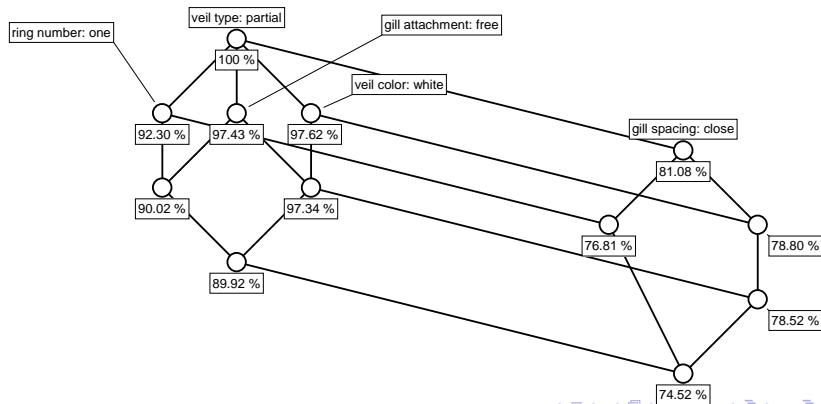 veil type: partial
ring number: one
gill attachment: free
100 %
veil color: white
92.30 %
97.43 %
97.62 %
gill spacing: close
81.08 %
90.02 %
97.34 %
76.81 %
78.80 %
89.92 %
78.52 %
74.52 %